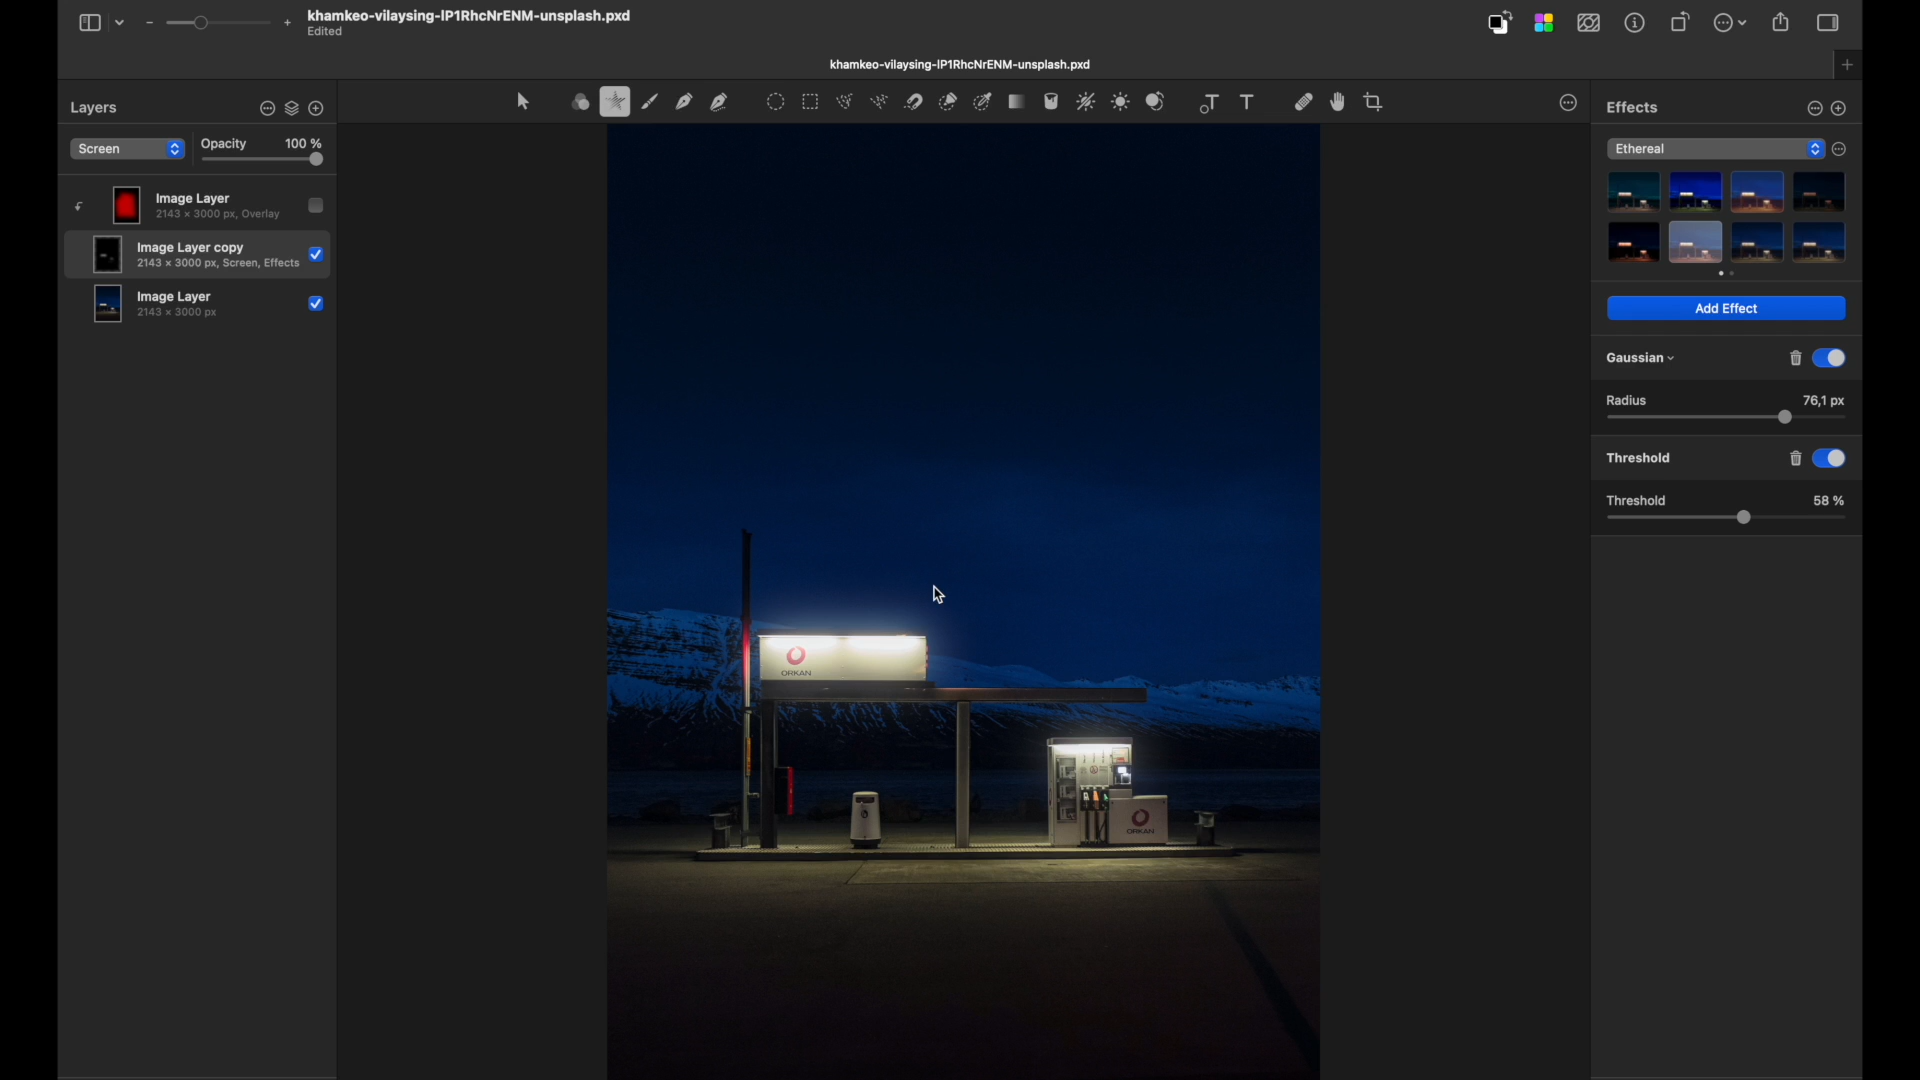 khamkeo-vilaysing-IP1RhcNrENM-unsplash.pxd
Edited
khamkeo-vilaysing-IP1RhcNrENM-unsplash.pxd
Layers
Screen
Opacity 100 %
Image Layer
2143 × 3000 px, Overlay
Image Layer copy
2143 × 3000 px, Screen, Effects
Image Layer
2143 × 3000 px
ORKAN
ORKAN
Effects
Ethereal
Add Effect
Gaussian
Radius 76,1 px
Threshold
Threshold 58 %